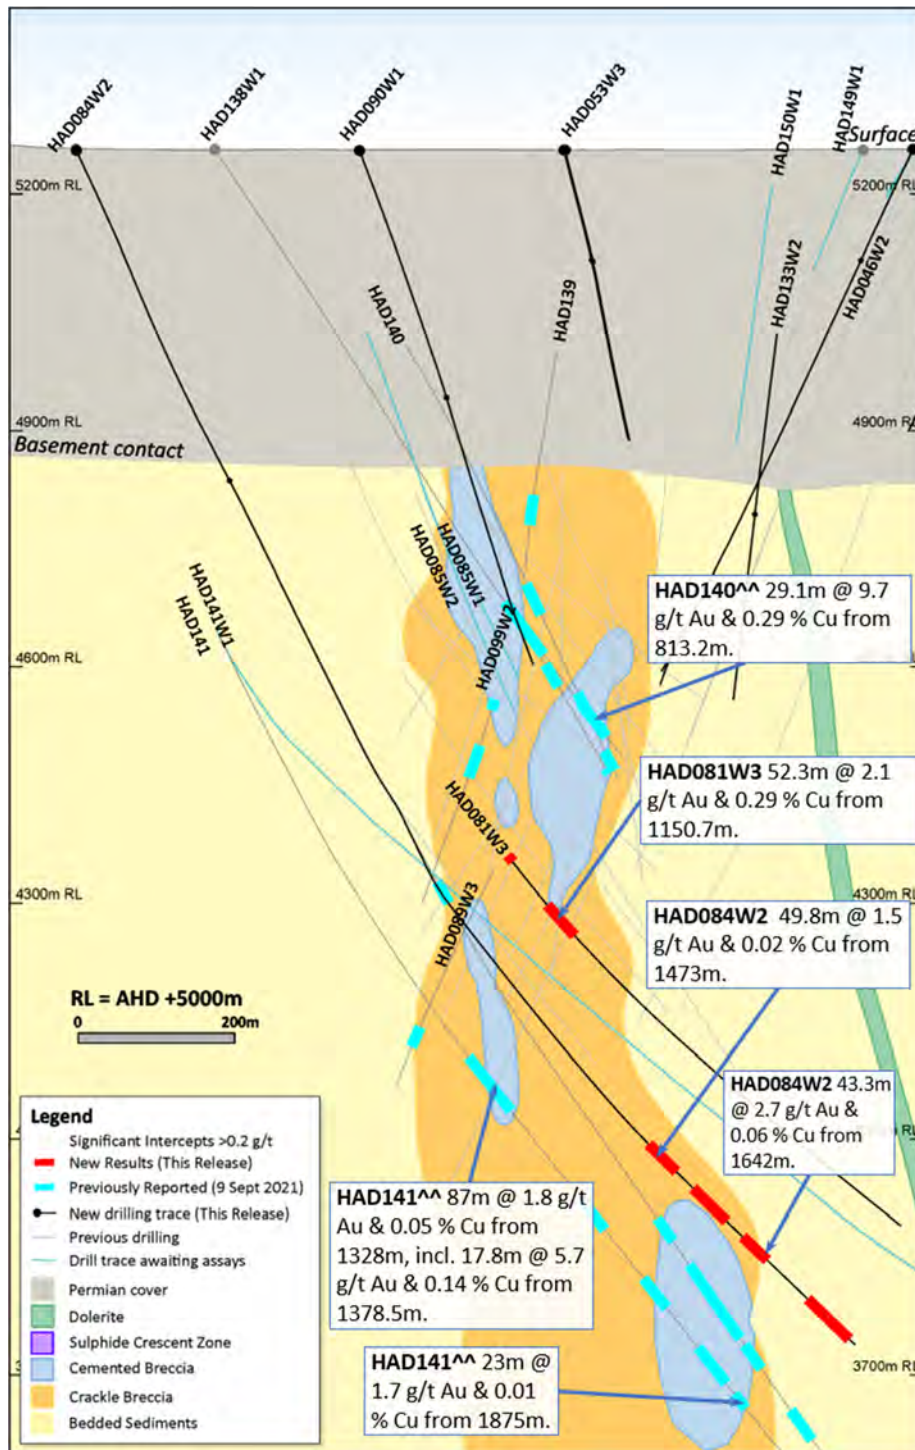 HAD084W2
HAD138W1
HAD090W1
HAD053W3
HAD150W1
HAD149W1
Surface
5200m RL
5200m RL
HAD140
HAD139
HAD133W2
HAD046W2
4900m RL
4900m RL
Basement contact
HAD085W1
HAD085W2
HAD141W1
HAD141
HAD099W2
HAD140^^ 29.1m @ 9.7
g/t Au & 0.29 % Cu from
813.2m.
4600m RL
HAD081W3 52.3m @ 2.1
g/t Au & 0.29 % Cu from
1150.7m.
HAD081W3
4300m RL
4300m RL
HAD089W3
HAD084W2 49.8m @ 1.5
g/t Au & 0.02 % Cu from
1473m.
RL = AHD +5000m
0 200m
HAD084W2 43.3m
@ 2.7 g/t Au &
0.06 % Cu from
1642m.
Legend
Significant Intercepts >0.2 g/t
New Results (This Release)
Previously Reported (9 Sept 2021)
New drilling trace (This Release)
Previous drilling
Drill trace awaiting assays
Permian cover
Dolerite
Sulphide Crescent Zone
Cemented Breccia
Crackle Breccia
Bedded Sediments
HAD141^^ 87m @ 1.8 g/t
Au & 0.05 % Cu from
1328m, incl. 17.8m @ 5.7
g/t Au & 0.14 % Cu from
1378.5m.
3700m RL
HAD141^^ 23m @
1.7 g/t Au & 0.01
% Cu from 1875m.